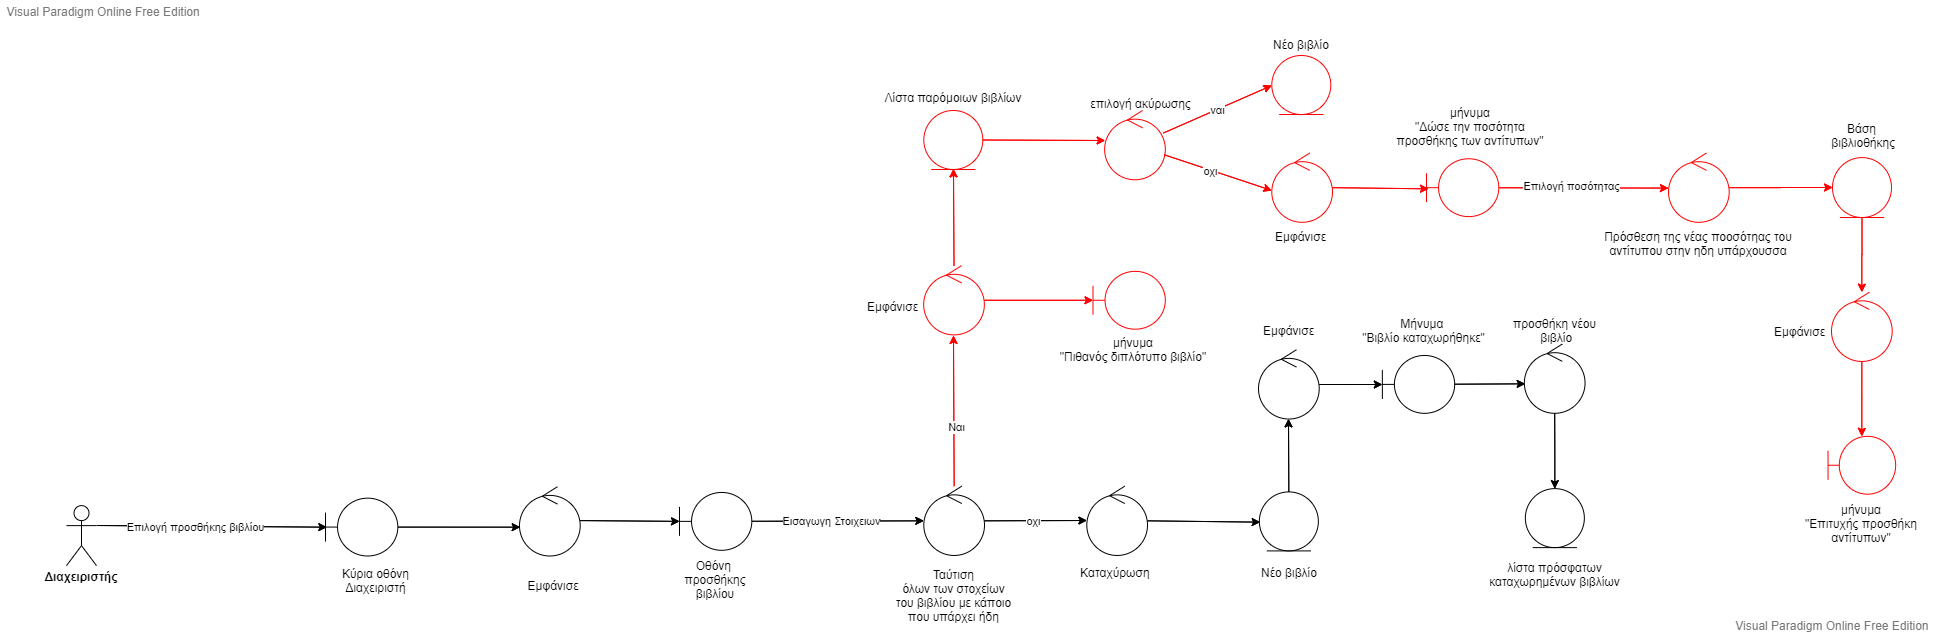 Visual Paradigm Online Free Edition
Νέο βιβλίο
Λίστα παρόμοιων βιβλίων
επιλογή ακύρωσης
ναι
μήνυμα
"Δώσε την ποσότητα
προσθήκης των αντίτυπων"
Βάση
βιβλιοθήκης
οχι
Επιλογή ποσότητας
Εμφάνισε
Πρόσθεση της νέας ποοσότηας του
αντίτυπου στην ηδη υπάρχουσσα
Εμφάνισε
μήνυμα
"Πιθανός διπλότυπο βιβλίο"
Εμφάνισε
Μήνυμα
"Βιβλίο καταχωρήθηκε"
προσθήκη νέου
βιβλίο
Εμφάνισε
Ναι
Επιλογή προσθήκης βιβλίου
Εισαγωγη Στοιχειων
οχι
μήνυμα
"Επιτυχής προσθήκη
αντίτυπων"
Διαχειριστής
Κύρια οθόνη
Διαχειριστή
Εμφάνισε
Οθόνη
προσθήκης
βιβλίου
Ταύτιση
όλων των στοχείων
του βιβλίου με κάποιο
που υπάρχει ήδη
Καταχύρωση
Νέο βιβλίο
λίστα πρόσφατων
καταχωρημένων βιβλίων
Visual Paradigm Online Free Edition